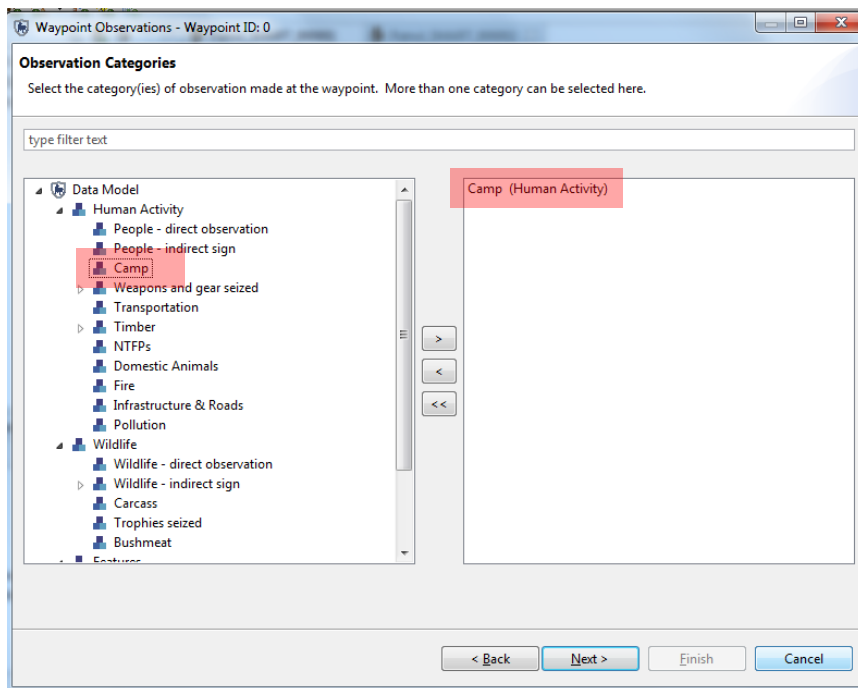 Waypoint Observations - Waypoint ID: 0
Observation Categories
Select the category(ies) of observation made at the waypoint. More than one category can be selected here.
type filter text
Data Model
Human Activity
People - direct observation
People - indirect sign
Camp
Weapons and gear seized
Transportation
Timber
NTFPs
Domestic Animals
Fire
Infrastructure & Roads
Pollution
Wildlife
Wildlife - direct observation
Wildlife - indirect sign
Carcass
Trophies seized
Bushmeat
Features
Camp (Human Activity)
>
<
<<
< Back
Next >
Finish
Cancel